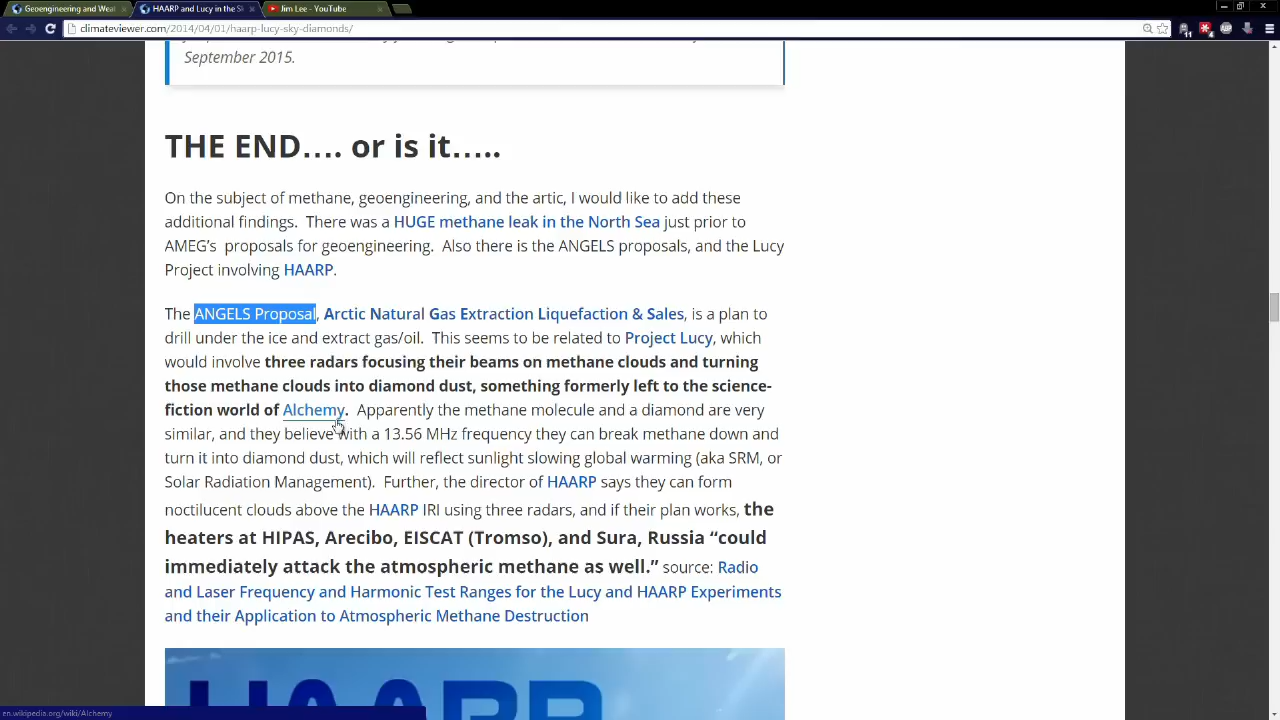 Geoengineering and Wea
HAARP and Lucy in the S
Jim Lee - YouTube
climateviewer.com/2014/04/01/haarp-lucy-sky-diamonds/
11
4
ABP
September 2015.
THE END…. or is it…..
On the subject of methane, geoengineering, and the artic, I would like to add these
additional findings.  There was a HUGE methane leak in the North Sea just prior to
AMEG's  proposals for geoengineering.  Also there is the ANGELS proposals, and the Lucy
Project involving HAARP.
The ANGELS Proposal, Arctic Natural Gas Extraction Liquefaction & Sales, is a plan to
drill under the ice and extract gas/oil.  This seems to be related to Project Lucy, which
would involve three radars focusing their beams on methane clouds and turning
those methane clouds into diamond dust, something formerly left to the science-
fiction world of Alchemy.  Apparently the methane molecule and a diamond are very
similar, and they believe with a 13.56 MHz frequency they can break methane down and
turn it into diamond dust, which will reflect sunlight slowing global warming (aka SRM, or
Solar Radiation Management).  Further, the director of HAARP says they can form
noctilucent clouds above the HAARP IRI using three radars, and if their plan works, the
heaters at HIPAS, Arecibo, EISCAT (Tromso), and Sura, Russia “could
immediately attack the atmospheric methane as well.” source: Radio
and Laser Frequency and Harmonic Test Ranges for the Lucy and HAARP Experiments
and their Application to Atmospheric Methane Destruction
HAARP
en.wikipedia.org/wiki/Alchemy